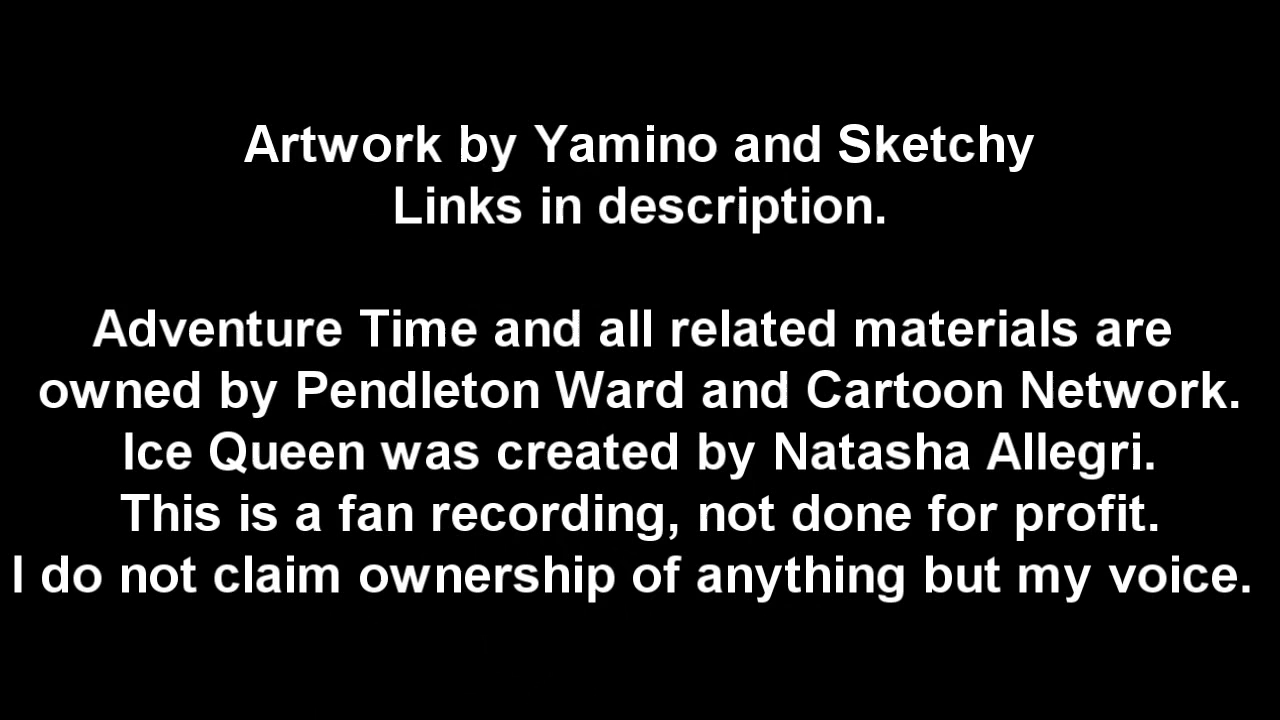 Artwork by Yamino and Sketchy
Links in description.
Adventure Time and all related materials are
owned by Pendleton Ward and Cartoon Network.
Ice Queen was created by Natasha Allegri.
This is a fan recording, not done for profit.
I do not claim ownership of anything but my voice.